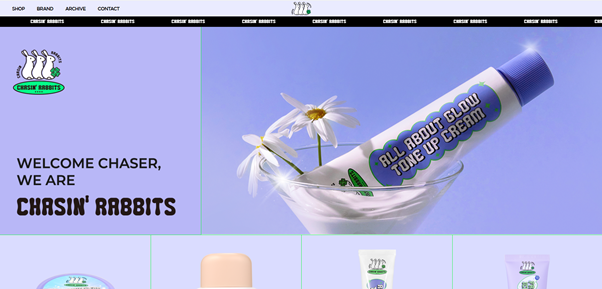 SHOP BRAND ARCHIVE CONTACT
CHASIN' RABBITS CHASIN' RABBITS CHASIN' RABBITS CHASIN' RABBITS CHASIN' RABBITS CHASIN' RABBITS CHASIN' RABBITS CHASIN' RABBITS
CHASIN' RABBITS
CHASIN' RABBITS
WELCOME CHASER,
WE ARE
CHASIN' RABBITS
ALL ABOUT GLOW
TONE UP CREAM